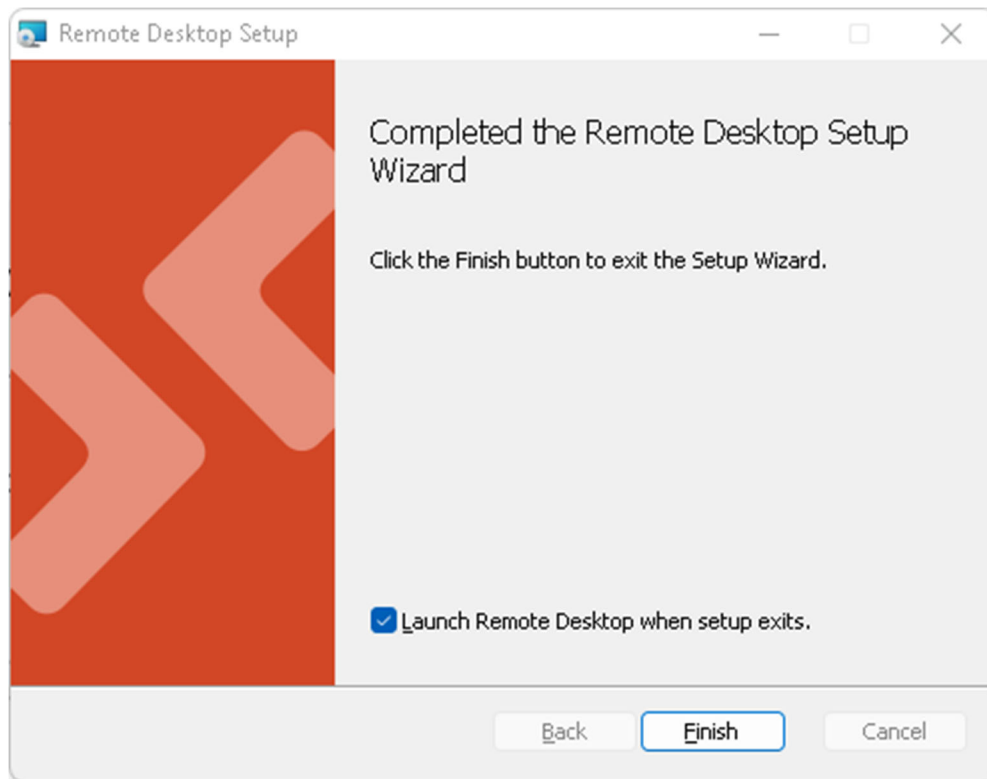 Remote Desktop Setup
Completed the Remote Desktop Setup
Wizard
Click the Finish button to exit the Setup Wizard.
Launch Remote Desktop when setup exits.
Back
Finish
Cancel